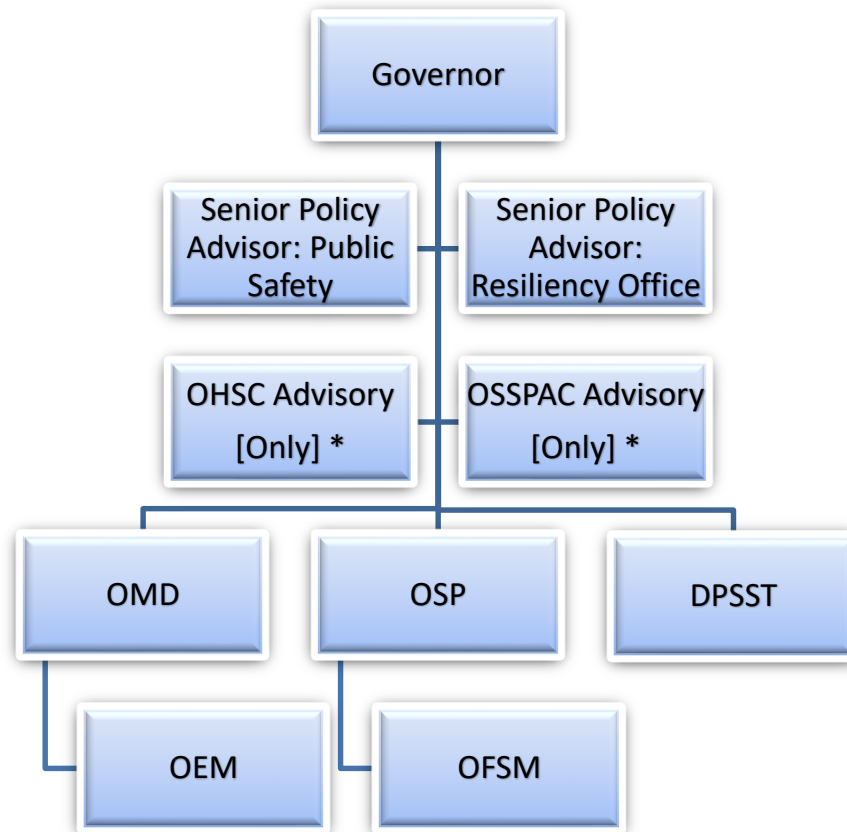 Governor
Senior Policy
Advisor: Public
Safety
Senior Policy
Advisor:
Resiliency Office
OHSC Advisory
[Only] *
OSSPAC Advisory
[Only] *
OMD
OSP
DPSST
OEM
OFSM